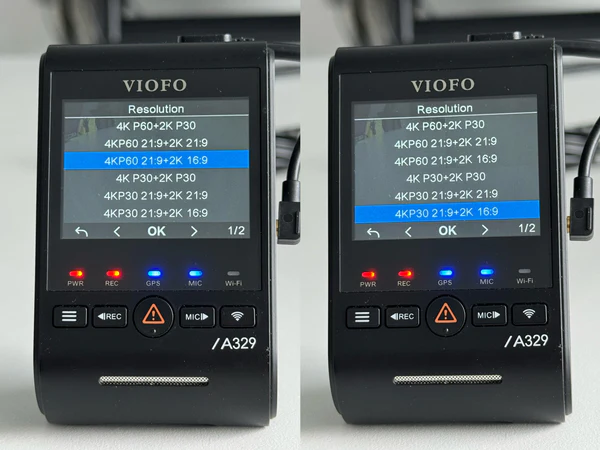 VIOFO
Resolution
4K P60+2K P30
4KP60 21:9+2K 21:9
4KP60 21:9+2K 16:9
4K P30+2K P30
4KP30 21:9+2K 21:9
4KP30 21:9+2K 16:9
OK 1/2
PWR REC GPS MIC Wi-Fi
REC MIC
A329
VIOFO
Resolution
4K P60+2K P30
4KP60 21:9+2K 21:9
4KP60 21:9+2K 16:9
4K P30+2K P30
4KP30 21:9+2K 21:9
4KP30 21:9+2K 16:9
OK 1/2
PWR REC GPS MIC Wi-Fi
REC MIC
A329